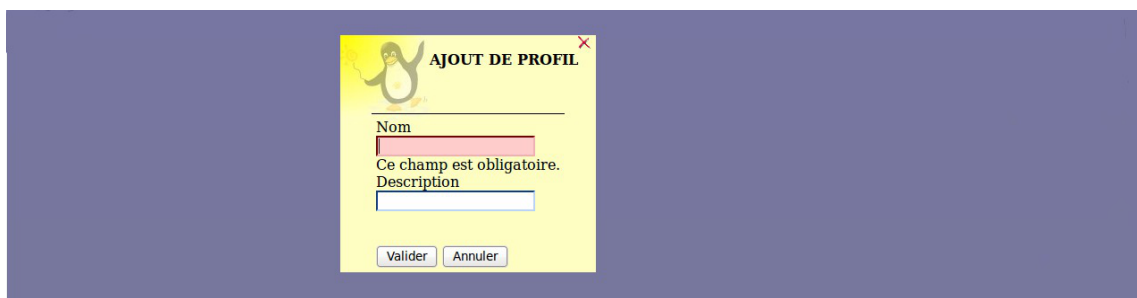 AJOUT DE PROFIL
Nom
Ce champ est obligatoire.
Description
Valider Annuler